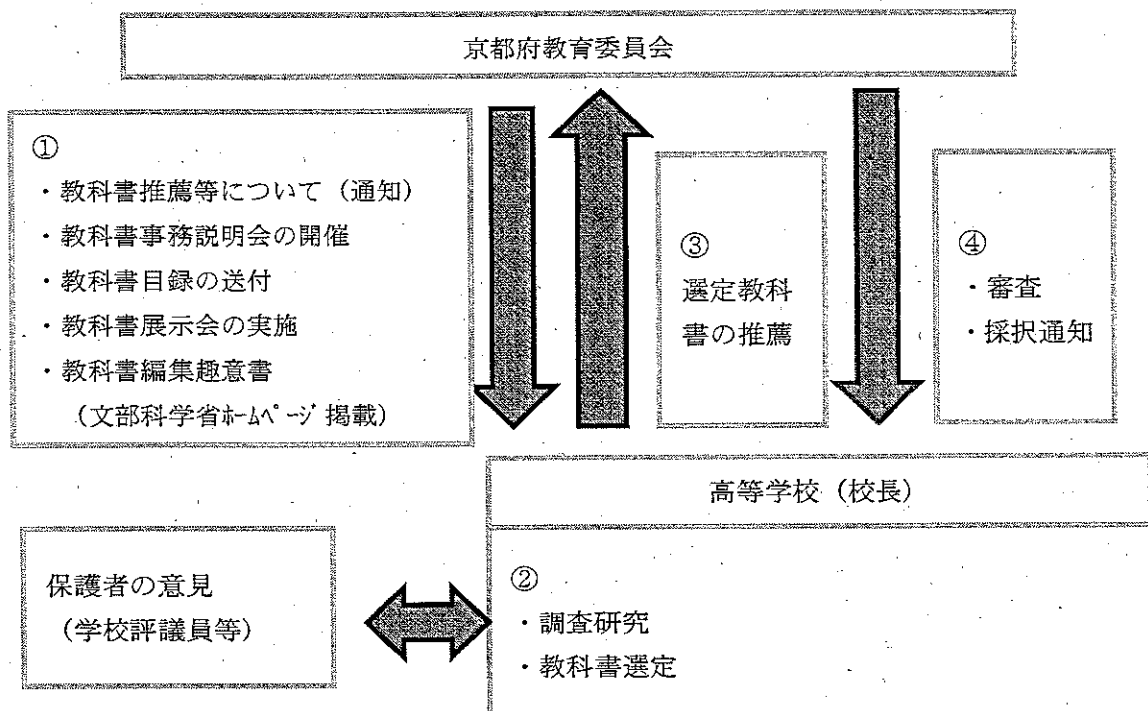 京都府教育委員会
①
・教科書推薦等について（通知）
・教科書事務説明会の開催
・教科書目録の送付
・教科書展示会の実施
・教科書編集趣意書
（文部科学省ﾎｰﾑﾍﾟｰｼﾞ掲載）
③
選定教科
書の推薦
④
・審査
・採択通知
高等学校（校長）
②
・調査研究
・教科書選定
保護者の意見
（学校評議員等）